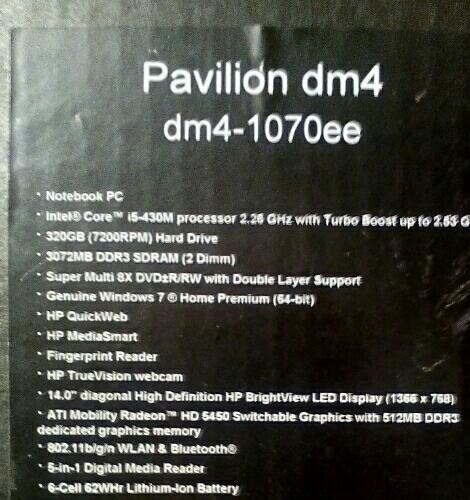 Pavilion dm4
dm4-1070ee
· Notebook PC
· Intel® Core™ i5-430M processor 2.26 GHz with Turbo Boost up to 2.53 G
· 320GB (7200RPM) Hard Drive
· 3072MB DDR3 SDRAM (2 Dimm)
· Super Multi 8X DVD±R/RW with Double Layer Support
· Genuine Windows 7 ® Home Premium (64-bit)
· HP QuickWeb
· HP MediaSmart
· Fingerprint Reader
· HP TrueVision webcam
· 14.0" diagonal High Definition HP BrightView LED Display (1366 x 768)
· ATI Mobility Radeon™ HD 5450 Switchable Graphics with 512MB DDR3
dedicated graphics memory
· 802.11b/g/n WLAN & Bluetooth®
· 5-in-1 Digital Media Reader
· 6-Cell 62WHr Lithium-Ion Battery